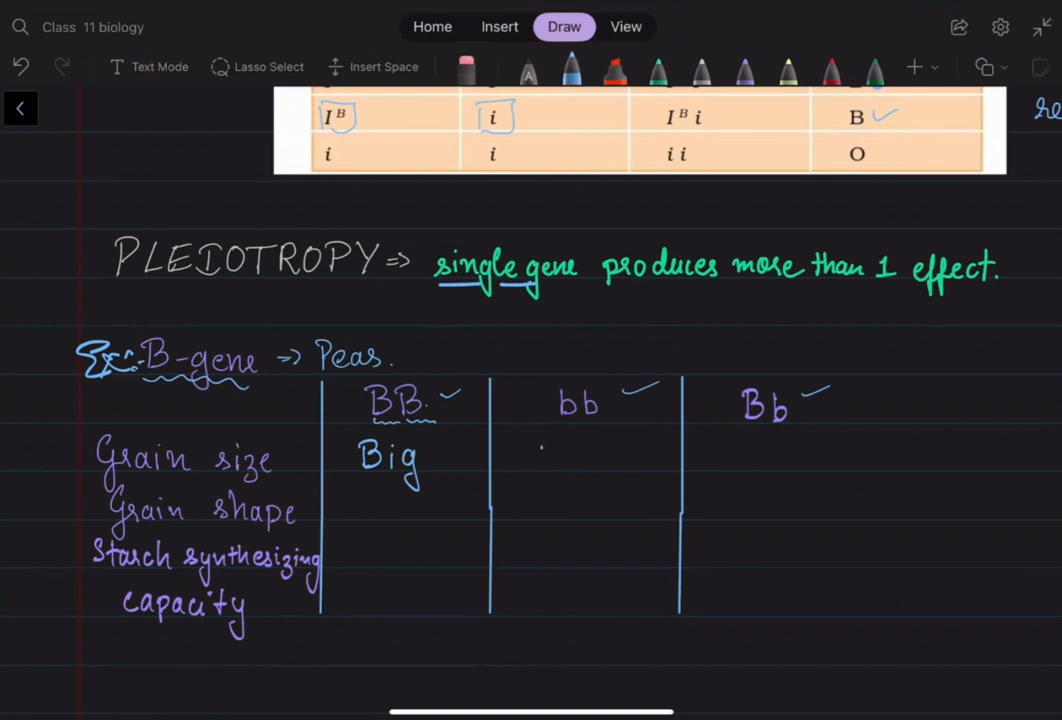 Class 11 biology Home Insert Draw View
T Text Mode Lasso Select Insert Space A
I^B i I^B i B re
i i i i O
PLEIOTROPY => single gene produces more than 1 effect.
Ex:- B-gene => Peas.
BB. bb Bb
Grain size Big
Grain shape
Starch synthesizing
capacity